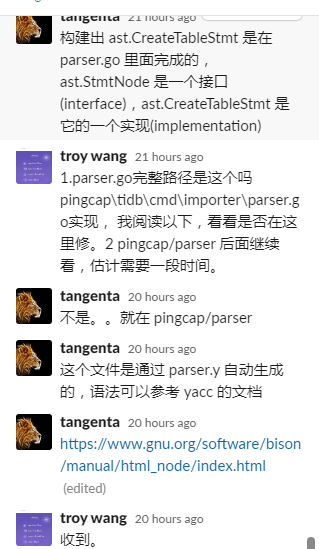 tangenta 21 hours ago
构建出 ast.CreateTableStmt 是在
parser.go 里面完成的，
ast.StmtNode 是一个接口
(interface)，ast.CreateTableStmt 是
它的一个实现(implementation)
troy wang 21 hours ago
1.parser.go完整路径是这个吗
pingcap\tidb\cmd\importer\parser.g
o实现， 我阅读以下，看看是否在这
里修。2 pingcap/parser 后面继续
看，估计需要一段时间。
tangenta 20 hours ago
不是。。就在 pingcap/parser
tangenta 20 hours ago
这个文件是通过 parser.y 自动生成
的，语法可以参考 yacc 的文档
tangenta 20 hours ago
https://www.gnu.org/software/bison
/manual/html_node/index.html
(edited)
troy wang 20 hours ago
收到。